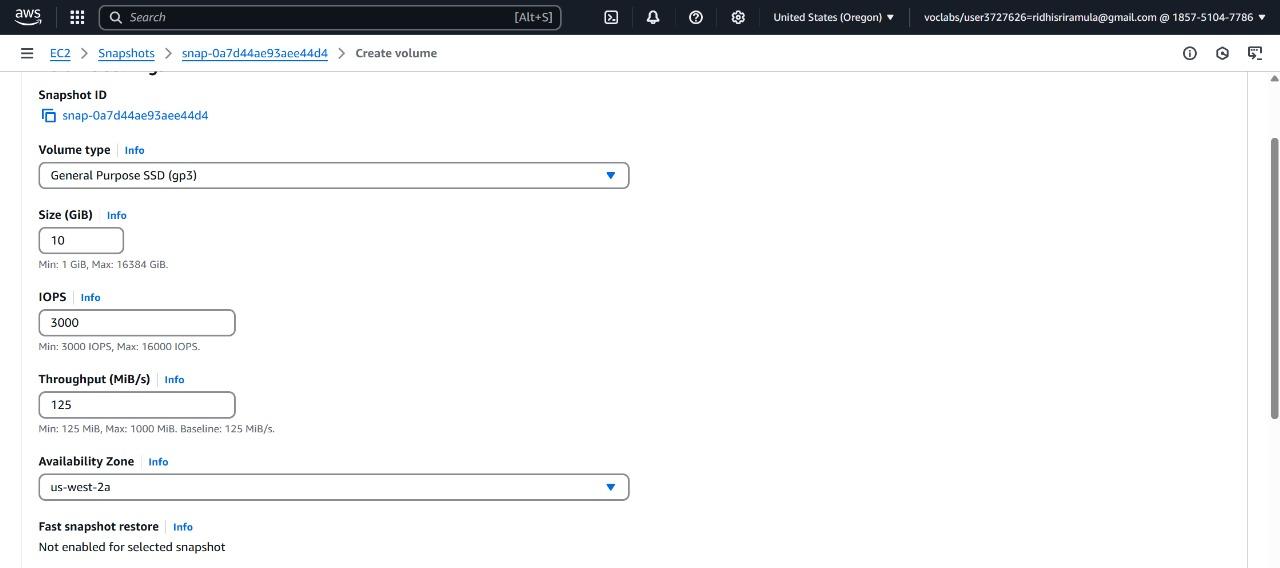 aws
Search [Alt+S] United States (Oregon) voclabs/user3727626=ridhisriramula@gmail.com @ 1857-5104-7786
EC2 > Snapshots > snap-0a7d44ae93aee44d4 > Create volume
Snapshot ID
snap-0a7d44ae93aee44d4
Volume type Info
General Purpose SSD (gp3)
Size (GiB) Info
10
Min: 1 GiB, Max: 16384 GiB.
IOPS Info
3000
Min: 3000 IOPS, Max: 16000 IOPS.
Throughput (MiB/s) Info
125
Min: 125 MiB, Max: 1000 MiB. Baseline: 125 MiB/s.
Availability Zone Info
us-west-2a
Fast snapshot restore Info
Not enabled for selected snapshot